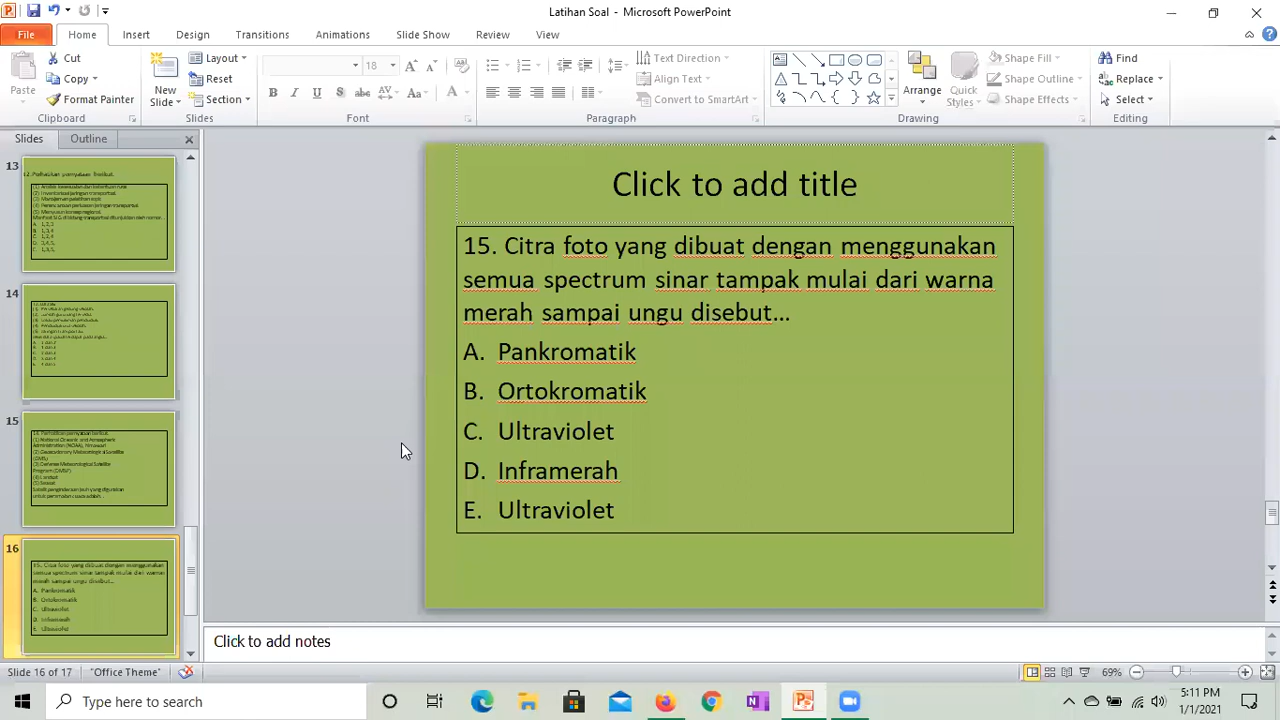 Latihan Soal - Microsoft PowerPoint
File Home Insert Design Transitions Animations Slide Show Review View
Paste
Cut
Copy
Format Painter
Clipboard
New Slide
Layout
Reset
Section
Slides
18
B I U S abc AV Aa A
Font
Paragraph
Text Direction
Align Text
Convert to SmartArt
Arrange
Quick Styles
Shape Fill
Shape Outline
Shape Effects
Drawing
Find
Replace
Select
Editing
Slides Outline
13
14
15
16
Click to add title
15. Citra foto yang dibuat dengan menggunakan
semua spectrum sinar tampak mulai dari warna
merah sampai ungu disebut...
A. Pankromatik
B. Ortokromatik
C. Ultraviolet
D. Inframerah
E. Ultraviolet
Click to add notes
Slide 16 of 17 "Office Theme" 69%
Type here to search
5:11 PM
1/1/2021